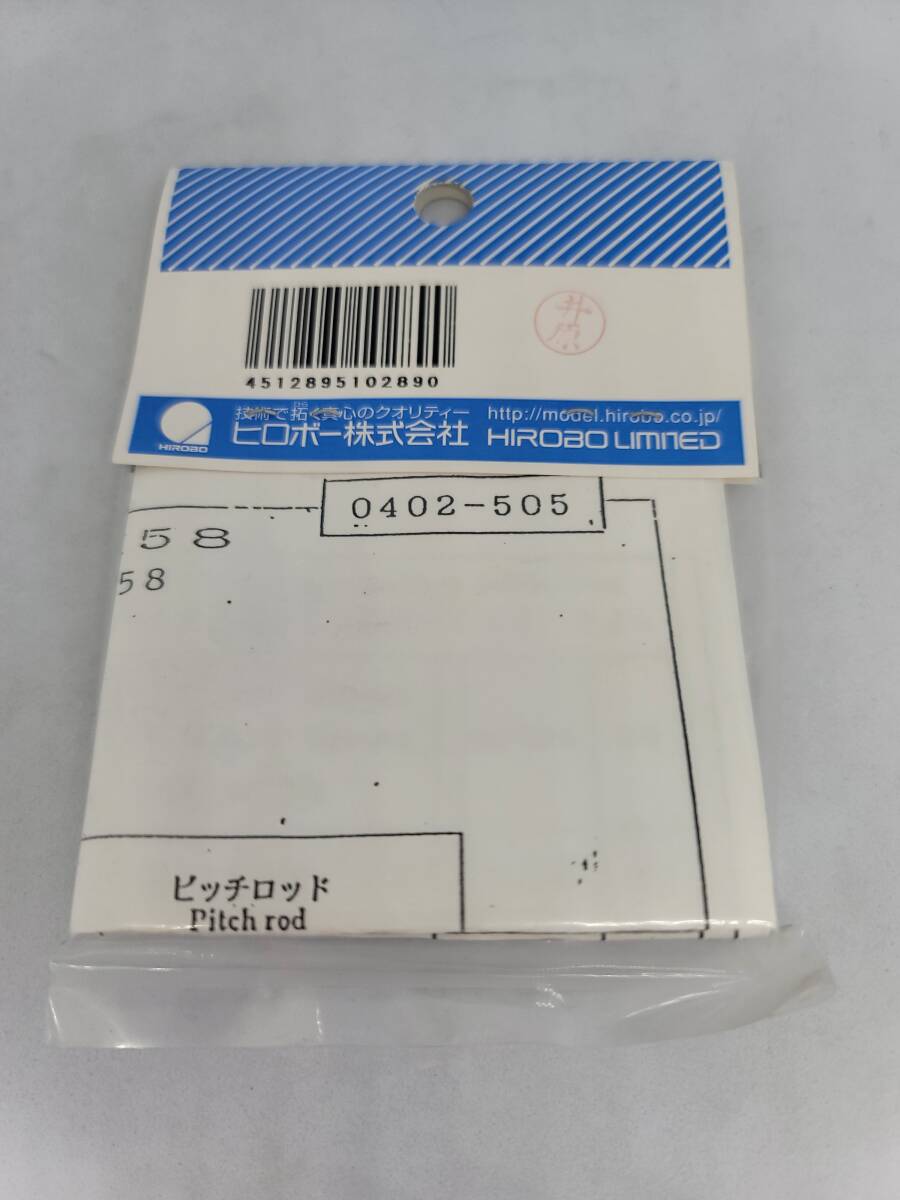 井原
4512895102890
技術で拓く真心のクオリティー
http://model.hirobo.co.jp/
HIROBO
ヒロボー株式会社
HIROBO LIMITED
0402-505
58
58
ピッチロッド
Pitch rod